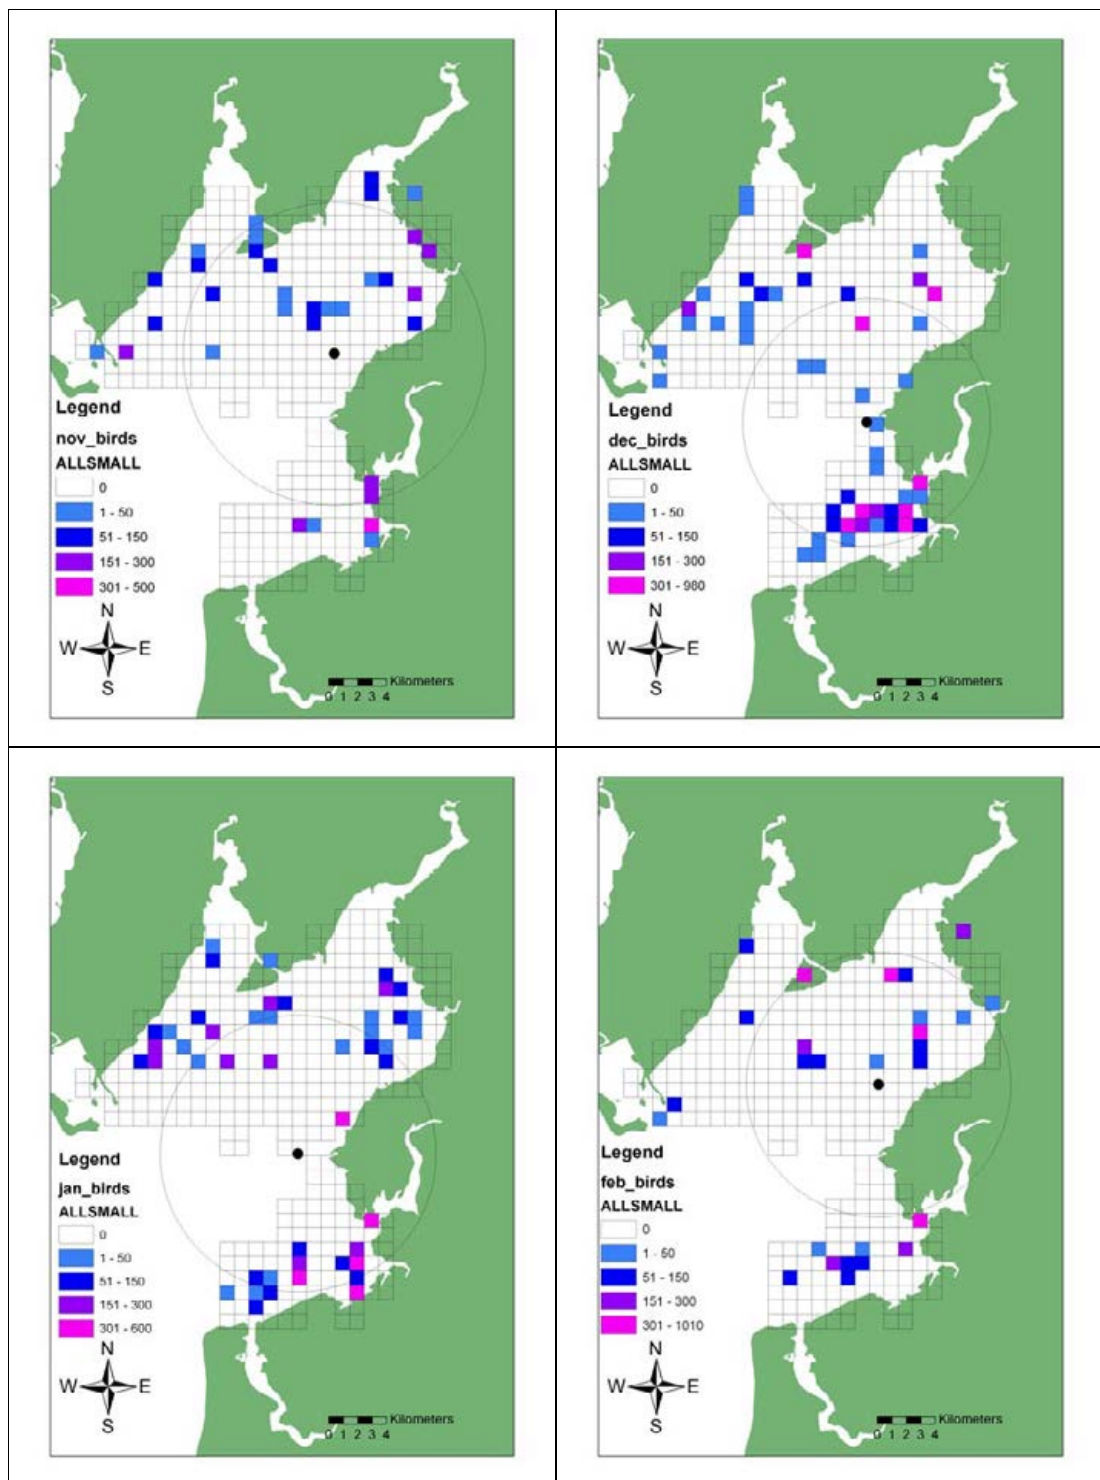 Legend
nov_birds
ALLSMALL
0
1 - 50
51 - 150
151 - 300
301 - 500
N
W E
S
Kilometers
0 1 2 3 4
Legend
dec_birds
ALLSMALL
0
1 - 50
51 - 150
151 - 300
301 - 980
N
W E
S
Kilometers
0 1 2 3 4
Legend
jan_birds
ALLSMALL
0
1 - 50
51 - 150
151 - 300
301 - 600
N
W E
S
Kilometers
0 1 2 3 4
Legend
feb_birds
ALLSMALL
0
1 - 50
51 - 150
151 - 300
301 - 1010
N
W E
S
Kilometers
0 1 2 3 4